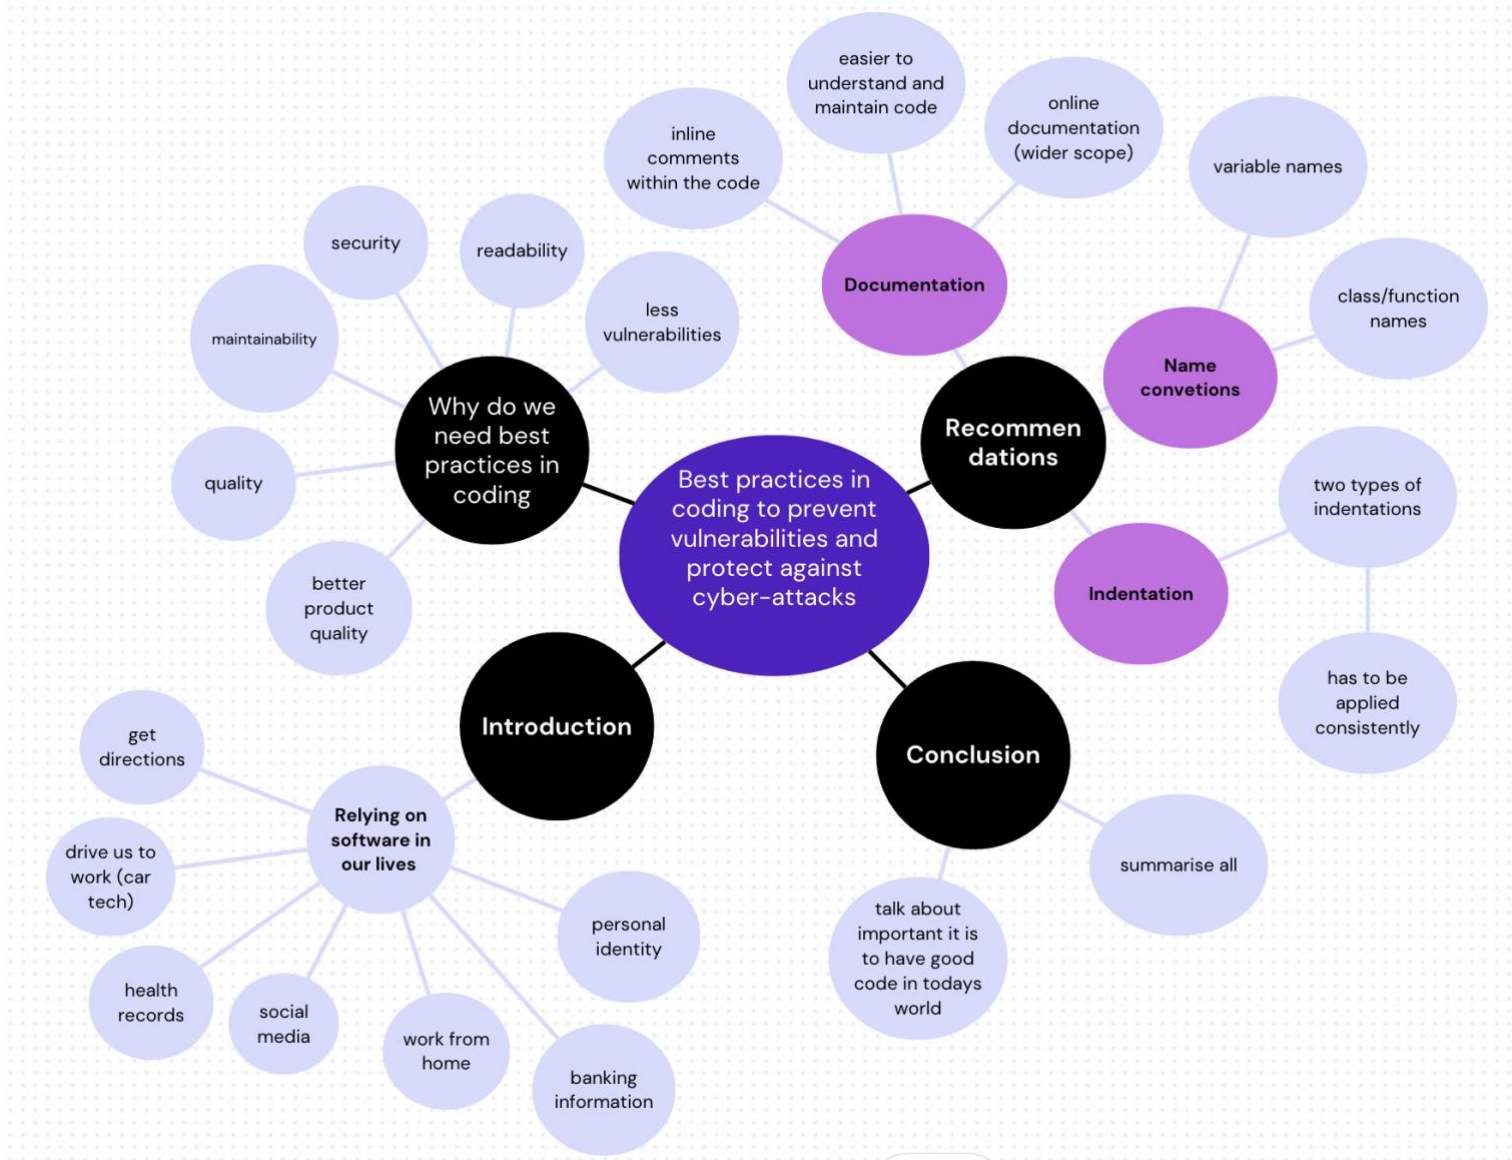 easier to
understand and
maintain code
online
documentation
(wider scope)
inline
comments
within the code
variable names
security
readability
Documentation
class/function
names
less
vulnerabilities
maintainability
Name
convetions
Why do we
need best
practices in
coding
Recommen
dations
quality
Best practices in
coding to prevent
vulnerabilities and
protect against
cyber-attacks
two types of
indentations
better
product
quality
Indentation
has to be
applied
consistently
Introduction
Conclusion
get
directions
Relying on
software in
our lives
drive us to
work (car
tech)
summarise all
personal
identity
talk about
important it is
to have good
code in todays
world
health
records
social
media
work from
home
banking
information